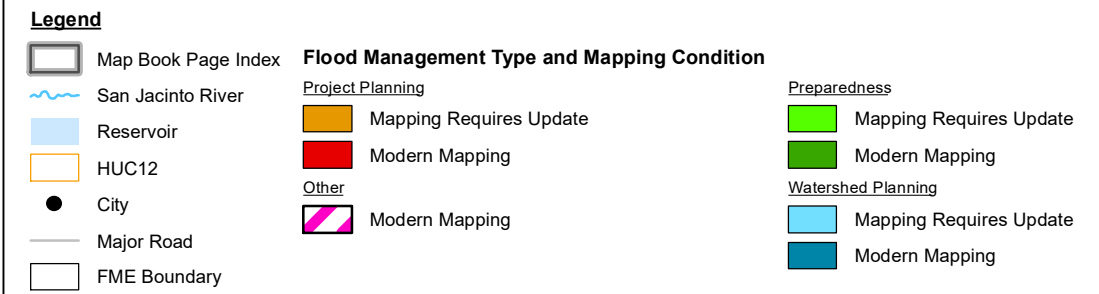 Legend
Map Book Page Index
San Jacinto River
Reservoir
HUC12
City
Major Road
FME Boundary
Flood Management Type and Mapping Condition
Project Planning
Mapping Requires Update
Modern Mapping
Other
Modern Mapping
Preparedness
Mapping Requires Update
Modern Mapping
Watershed Planning
Mapping Requires Update
Modern Mapping